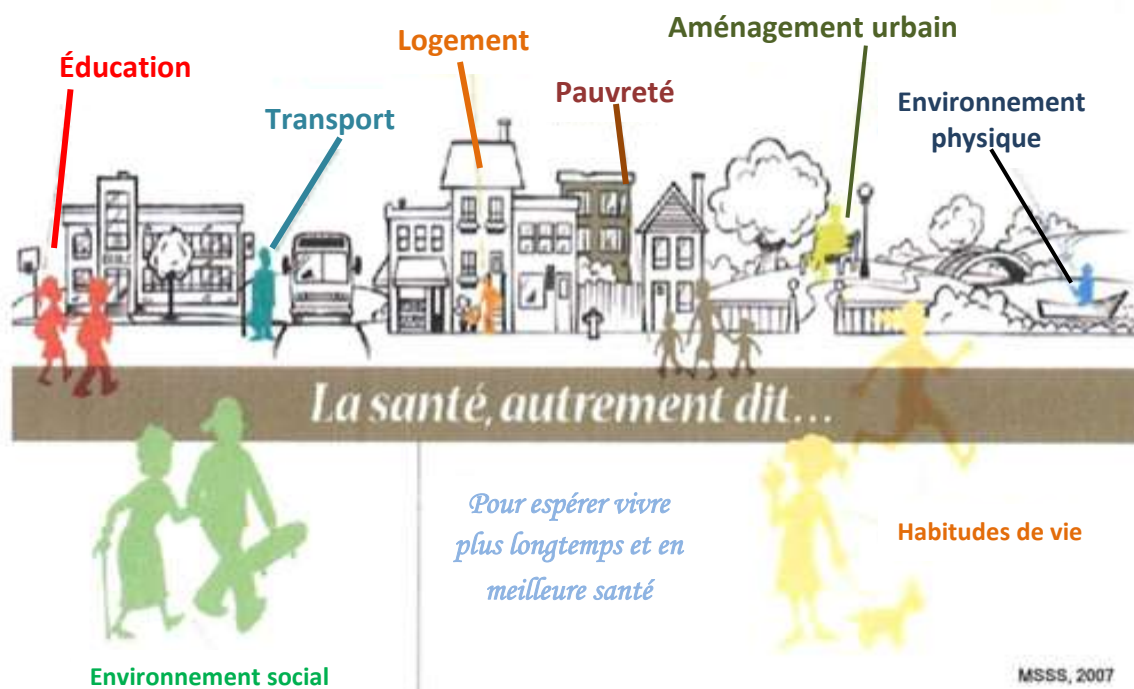 Aménagement urbain
Logement
Éducation
Pauvreté
Transport
Environnement
physique
La santé, autrement dit...
Pour espérer vivre
plus longtemps et en
meilleure santé
Habitudes de vie
Environnement social
MSSS, 2007